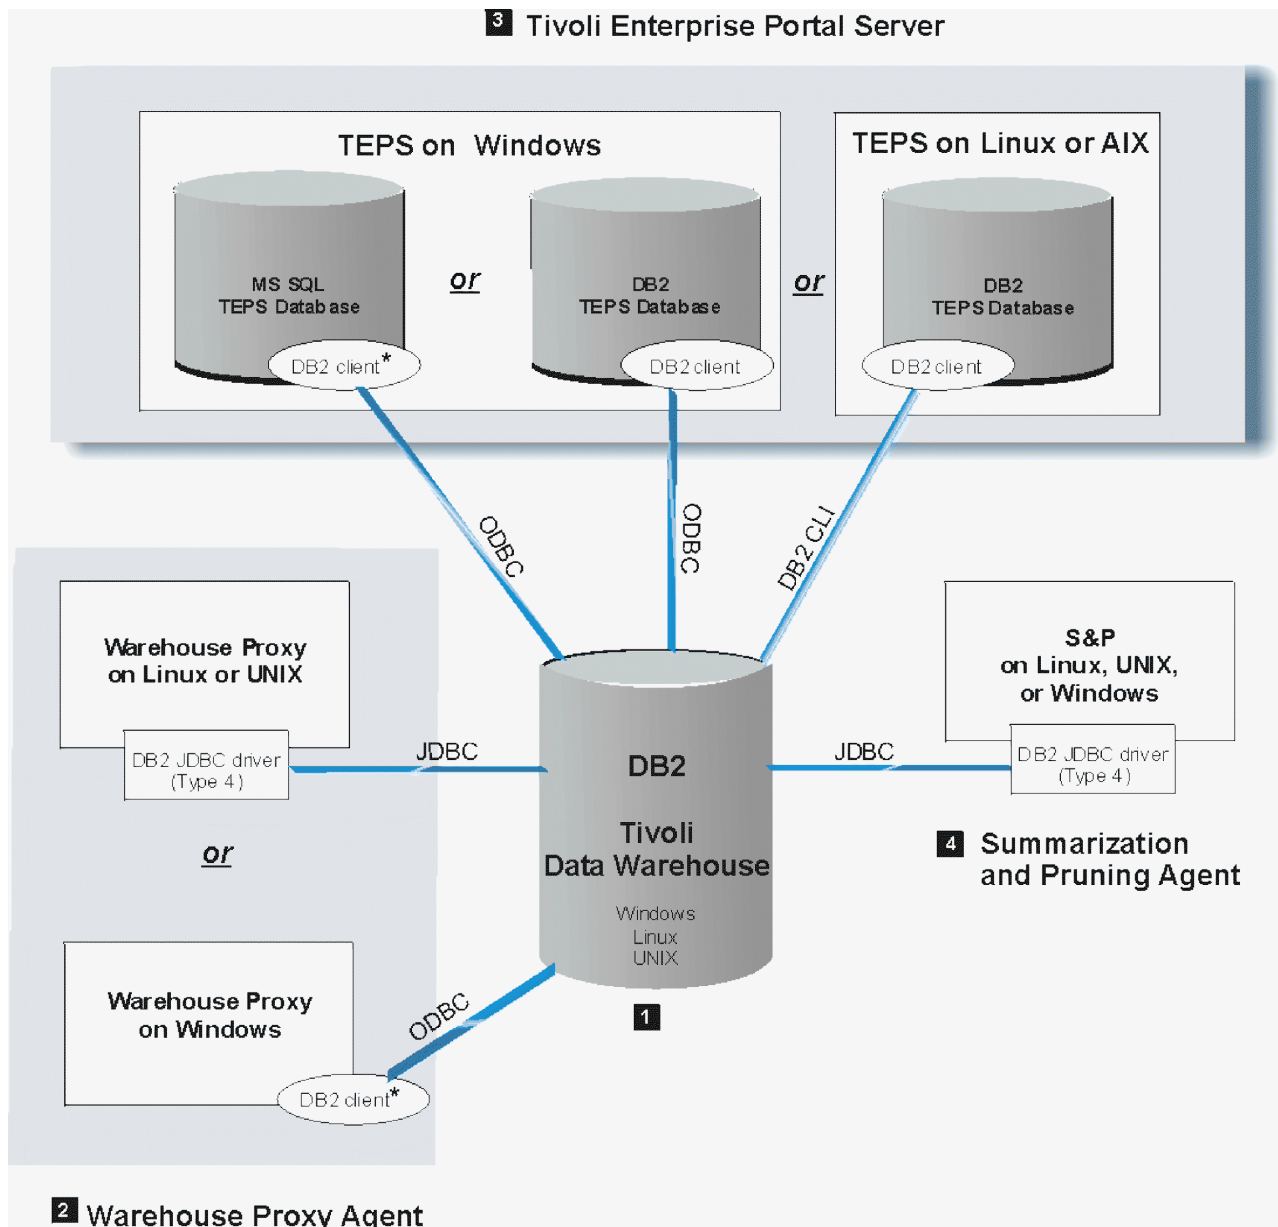 3 Tivoli Enterprise Portal Server
TEPS on Windows
TEPS on Linux or AIX
MS SQL
TEPS Database
or
DB2
TEPS Database
or
DB2
TEPS Database
DB2 client*
DB2 client
DB2 client
ODBC
ODBC
DB2 CLI
Warehouse Proxy
on Linux or UNIX
DB2 JDBC driver
(Type 4)
JDBC
or
Warehouse Proxy
on Windows
DB2 client*
ODBC
2 Warehouse Proxy Agent
DB2
Tivoli
Data Warehouse
Windows
Linux
UNIX
1
JDBC
S&P
on Linux, UNIX,
or Windows
DB2 JDBC driver
(Type 4)
4 Summarization
and Pruning Agent